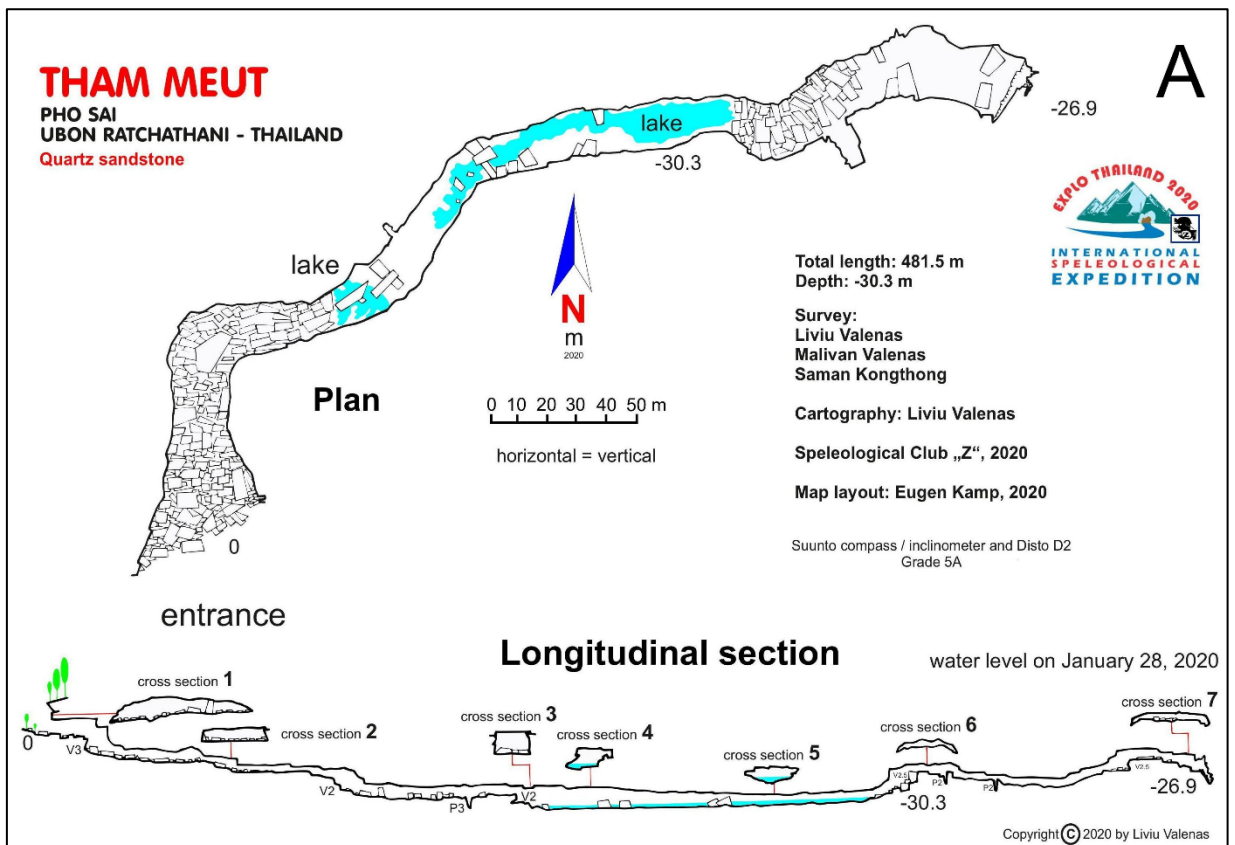 THAM MEUT
PHO SAI
UBON RATCHATHANI - THAILAND
Quartz sandstone
A
-26.9
lake
-30.3
EXPLO THAILAND 2020
INTERNATIONAL
SPELEOLOGICAL
EXPEDITION
lake
N
m
2020
Plan
0 10 20 30 40 50 m
horizontal = vertical
Total length: 481.5 m
Depth: -30.3 m
Survey:
Liviu Valenas
Malivan Valenas
Saman Kongthong
Cartography: Liviu Valenas
Speleological Club „Z“, 2020
Map layout: Eugen Kamp, 2020
Suunto compass / inclinometer and Disto D2
Grade 5A
0
entrance
Longitudinal section
water level on January 28, 2020
cross section 1
cross section 2
cross section 3
cross section 4
cross section 5
cross section 6
cross section 7
0
V3
V2
P3
V2
V2.5
P2
P2
V2.5
-30.3
-26.9
Copyright © 2020 by Liviu Valenas